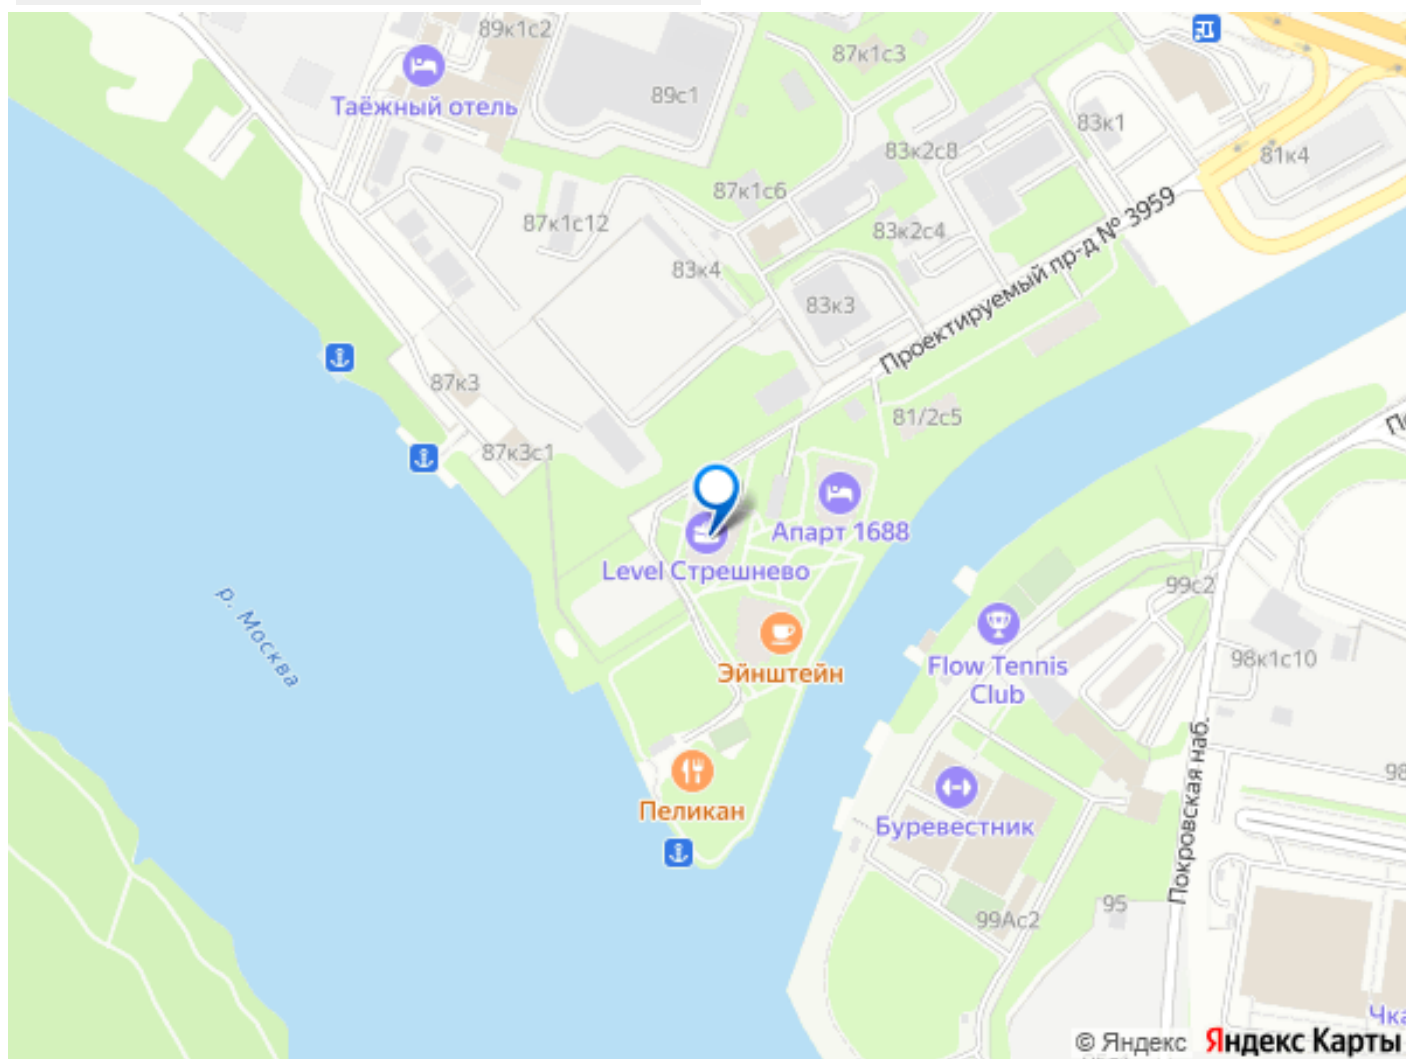 89к1с2
87к1с3
Таёжный отель
89с1
83к1
83к2с8
81к4
87к1с6
87к1с12
83к2с4
Проектируемый пр-д № 3959
83к4
83к3
87к3
81/2с5
87к3с1
Апарт 1688
Level Стрешнево
р. Москва
99с2
98к1с10
Flow Tennis
Club
Эйнштейн
Покровская наб.
98
Пеликан
Буревестник
95
99Ас2
Чка
© Яндекс Яндекс Карты